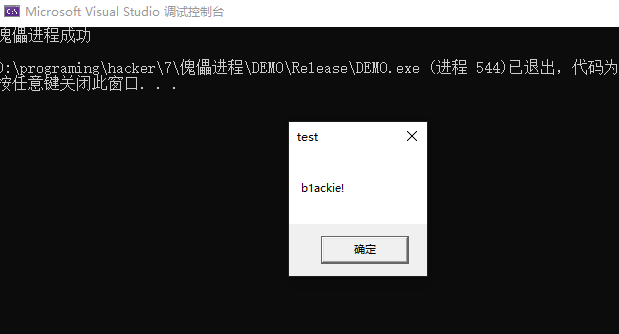 Microsoft Visual Studio 调试控制台
傀儡进程成功
D:\programing\hacker\7\傀儡进程\DEMO\Release\DEMO.exe (进程 544)已退出，代码为
按任意键关闭此窗口. . .
test
b1ackie!
确定